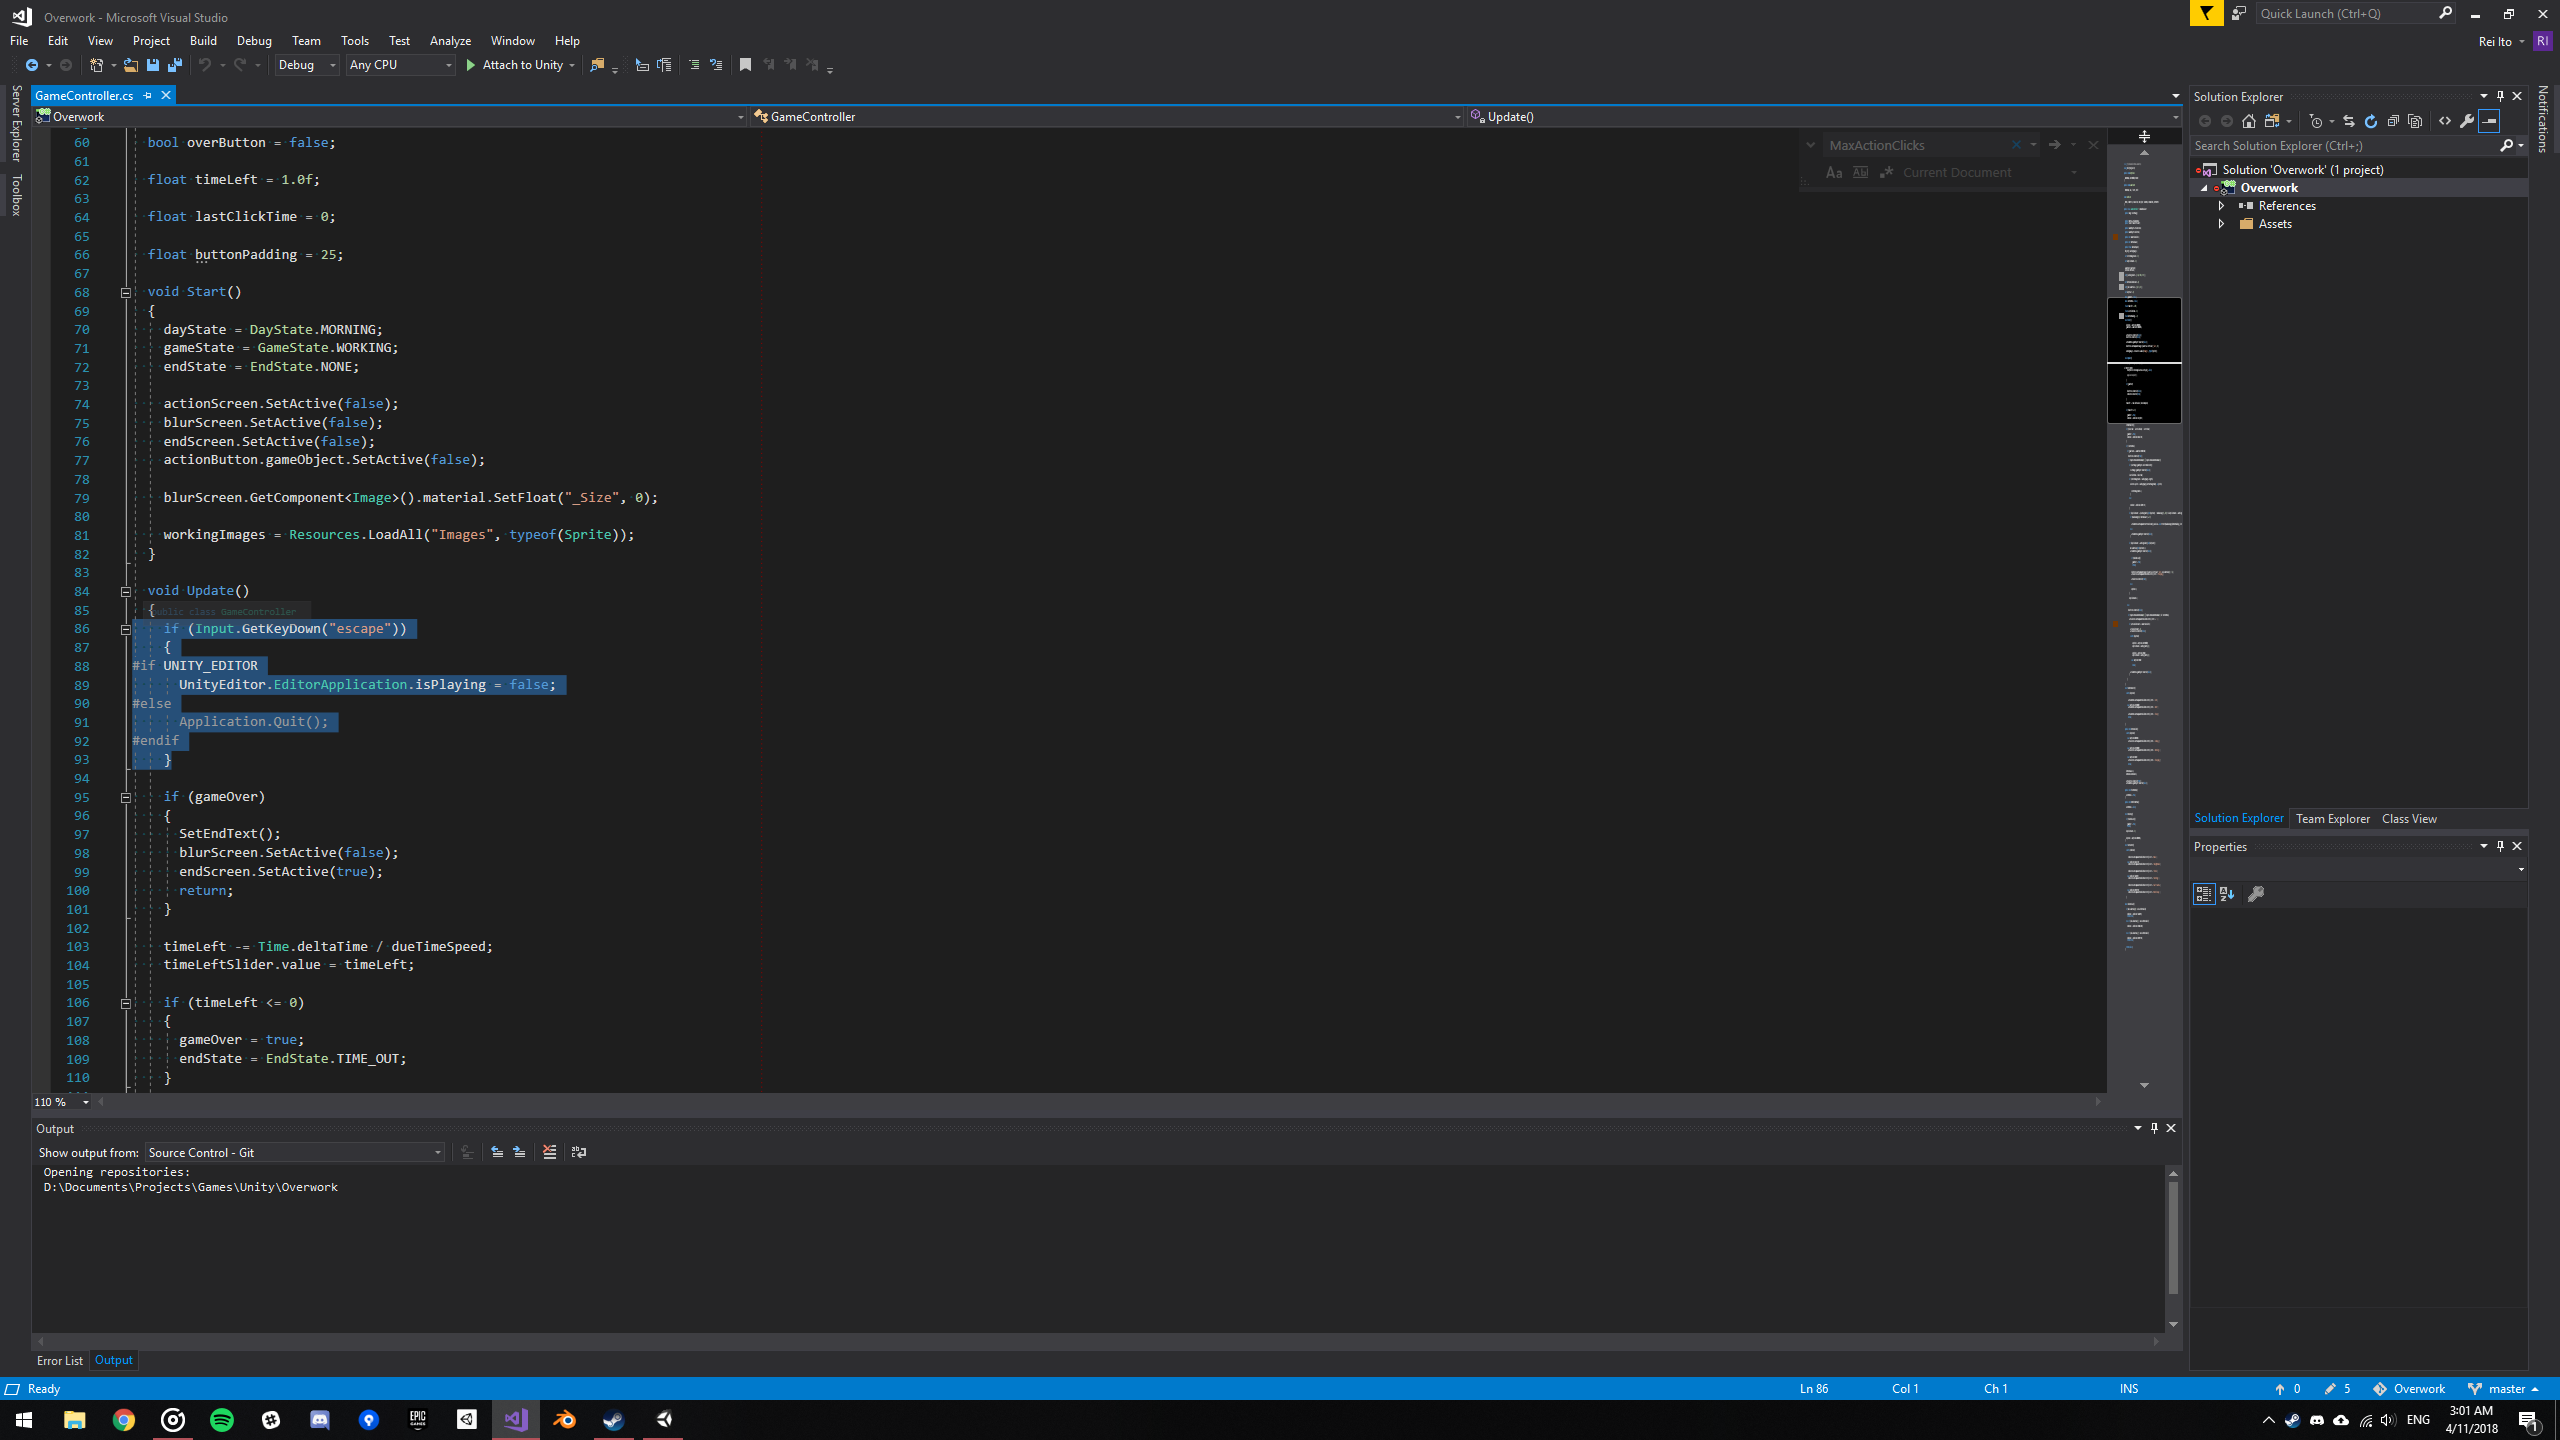 Overwork - Microsoft Visual Studio
Quick Launch (Ctrl+Q)
File Edit View Project Build Debug Team Tools Test Analyze Window Help
Rei Ito RI
Debug Any CPU Attach to Unity
Server Explorer
Toolbox
GameController.cs
Overwork GameController Update()
MaxActionClicks
Aa Ab .* Current Document
60 bool overButton = false;
61
62 float timeLeft = 1.0f;
63
64 float lastClickTime = 0;
65
66 float buttonPadding = 25;
67
68 void Start()
69 {
70 dayState = DayState.MORNING;
71 gameState = GameState.WORKING;
72 endState = EndState.NONE;
73
74 actionScreen.SetActive(false);
75 blurScreen.SetActive(false);
76 endScreen.SetActive(false);
77 actionButton.gameObject.SetActive(false);
78
79 blurScreen.GetComponent<Image>().material.SetFloat("_Size", 0);
80
81 workingImages = Resources.LoadAll("Images", typeof(Sprite));
82 }
83
84 void Update()
85 {
public class GameController
86 if (Input.GetKeyDown("escape"))
87 {
88 #if UNITY_EDITOR
89 UnityEditor.EditorApplication.isPlaying = false;
90 #else
91 Application.Quit();
92 #endif
93 }
94
95 if (gameOver)
96 {
97 SetEndText();
98 blurScreen.SetActive(false);
99 endScreen.SetActive(true);
100 return;
101 }
102
103 timeLeft -= Time.deltaTime / dueTimeSpeed;
104 timeLeftSlider.value = timeLeft;
105
106 if (timeLeft <= 0)
107 {
108 gameOver = true;
109 endState = EndState.TIME_OUT;
110 }
110 %
Output
Show output from: Source Control - Git
Opening repositories:
D:\Documents\Projects\Games\Unity\Overwork
Error List Output
Solution Explorer
Search Solution Explorer (Ctrl+;)
Solution 'Overwork' (1 project)
Overwork
References
Assets
Solution Explorer Team Explorer Class View
Properties
Notifications
Ready Ln 86 Col 1 Ch 1 INS 0 5 Overwork master
EPIC GAMES
ENG 3:01 AM
4/11/2018
1